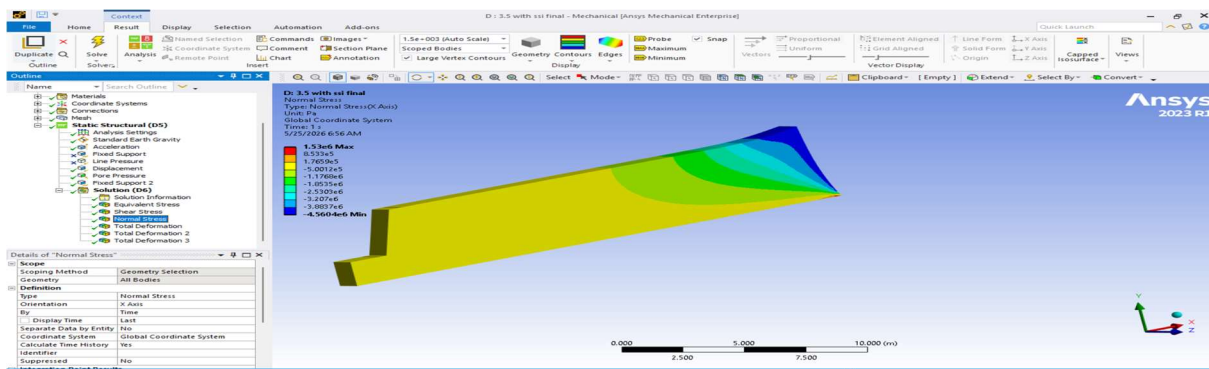 Context
D : 3.5 with ssi final - Mechanical [Ansys Mechanical Enterprise]
File Home Result Display Selection Automation Add-ons
Quick Launch
Duplicate Q Solve Analysis
Named Selection Commands Images 1.5e+003 (Auto Scale) Probe Snap Proportional Element Aligned Line Form X Axis
Coordinate System Comment Section Plane Scoped Bodies Geometry Contours Edges Maximum Vectors Uniform Grid Aligned Solid Form Y Axis Capped Isosurface Views
Remote Point Chart Annotation Large Vertex Contours Minimum Origin Z Axis
Outline Solver Insert Display Vector Display
Outline
Select Mode Clipboard [ Empty ] Extend Select By Convert
Name Search Outline
Materials
Coordinate Systems
Connections
Mesh
Static Structural (D5)
Analysis Settings
Standard Earth Gravity
Acceleration
Fixed Support
Line Pressure
Displacement
Pore Pressure
Fixed Support 2
Solution (D6)
Solution Information
Equivalent Stress
Shear Stress
Normal Stress
Total Deformation
Total Deformation 2
Total Deformation 3
Details of "Normal Stress"
Scope
Scoping Method Geometry Selection
Geometry All Bodies
Definition
Type Normal Stress
Orientation X Axis
By Time
Display Time Last
Separate Data by Entity No
Coordinate System Global Coordinate System
Calculate Time History Yes
Identifier
Suppressed No
Integration Point Results
D: 3.5 with ssi final
Normal Stress
Type: Normal Stress(X Axis)
Unit: Pa
Global Coordinate System
Time: 1 s
5/25/2026 6:56 AM
1.53e6 Max
8.533e5
1.7659e5
-5.0012e5
-1.1768e6
-1.8535e6
-2.5303e6
-3.207e6
-3.8837e6
-4.5604e6 Min
Ansys
2023 R1
0.000 5.000 10.000 (m)
2.500 7.500
Y
X
Z